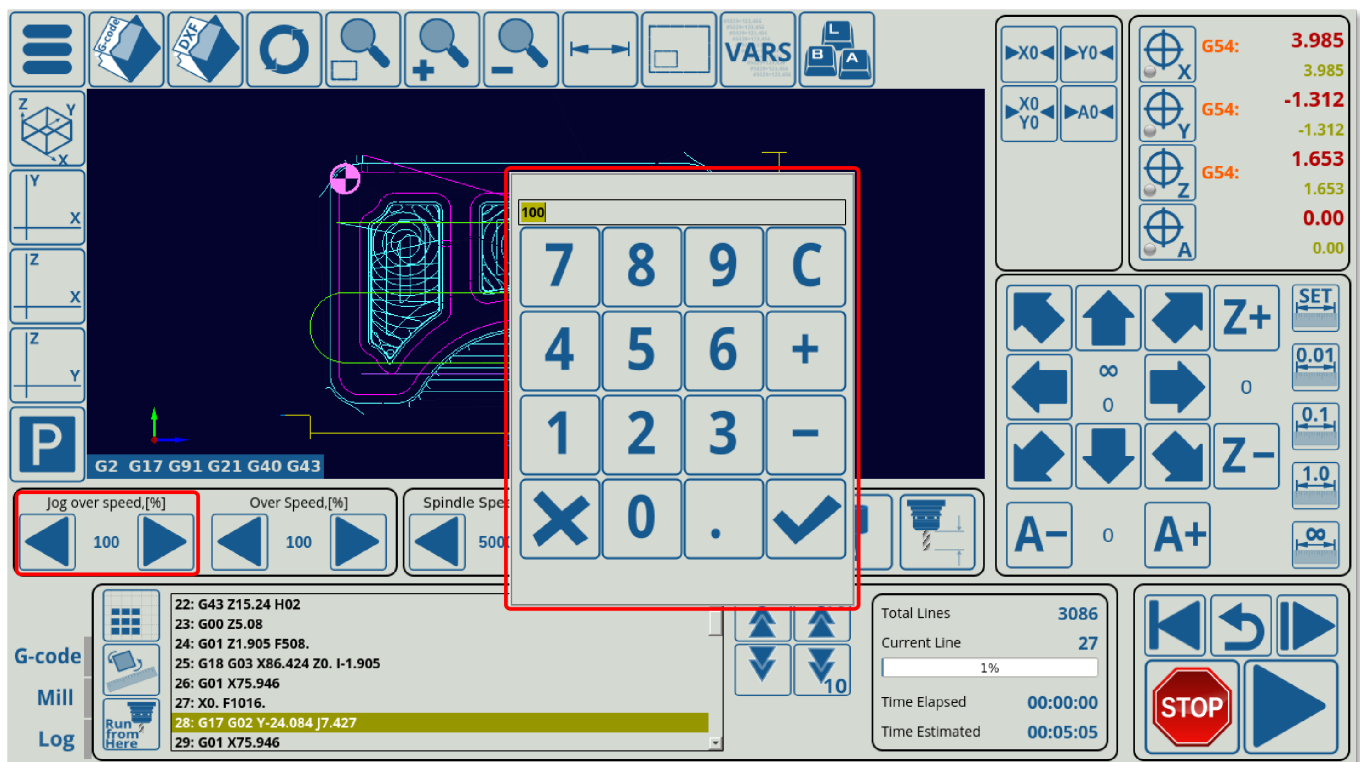 G-code
DXF
VARS
L
B
A
▶X0◀
▶Y0◀
▶X0 Y0◀
▶A0◀
X
G54:
3.985
3.985
Y
G54:
-1.312
-1.312
Z
G54:
1.653
1.653
A
0.00
0.00
Z
Y
X
Y
X
Z
X
Z
Y
P
G2 G17 G91 G21 G40 G43
100
7 8 9 C
4 5 6 +
1 2 3 −
0 .
Z+
SET
0.01
∞
0
0
0.1
Z−
1.0
A−
0
A+
∞
Jog over speed,[%]
100
Over Speed,[%]
100
Spindle Spe
500
G-code
Mill
Log
Run
from
Here
22: G43 Z15.24 H02
23: G00 Z5.08
24: G01 Z1.905 F508.
25: G18 G03 X86.424 Z0. I-1.905
26: G01 X75.946
27: X0. F1016.
28: G17 G02 Y-24.084 J7.427
29: G01 X75.946
10
Total Lines 3086
Current Line 27
1%
Time Elapsed 00:00:00
Time Estimated 00:05:05
STOP